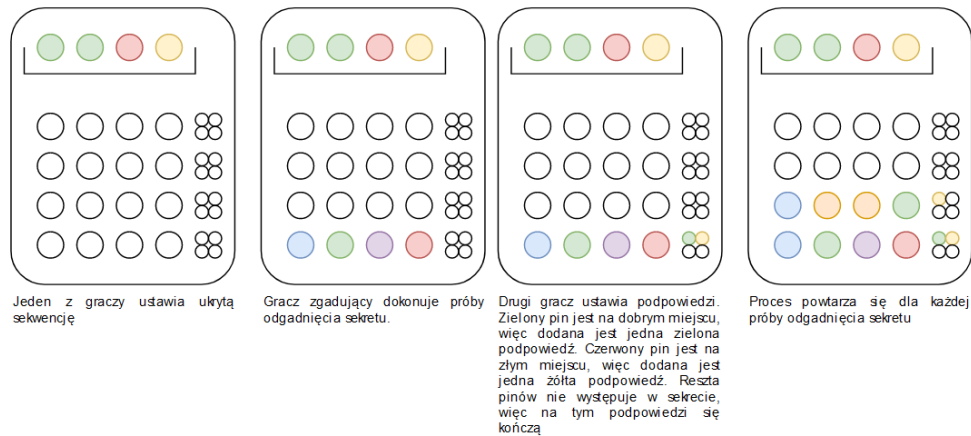 Jeden z graczy ustawia ukrytą
sekwencję
Gracz zgadujący dokonuje próby
odgadnięcia sekretu.
Drugi gracz ustawia podpowiedzi.
Zielony pin jest na dobrym miejscu,
więc dodana jest jedna zielona
podpowiedź. Czerwony pin jest na
złym miejscu, więc dodana jest
jedna żółta podpowiedź. Reszta
pinów nie występuje w sekrecie,
więc na tym podpowiedzi się
kończą
Proces powtarza się dla każdej
próby odgadnięcia sekretu